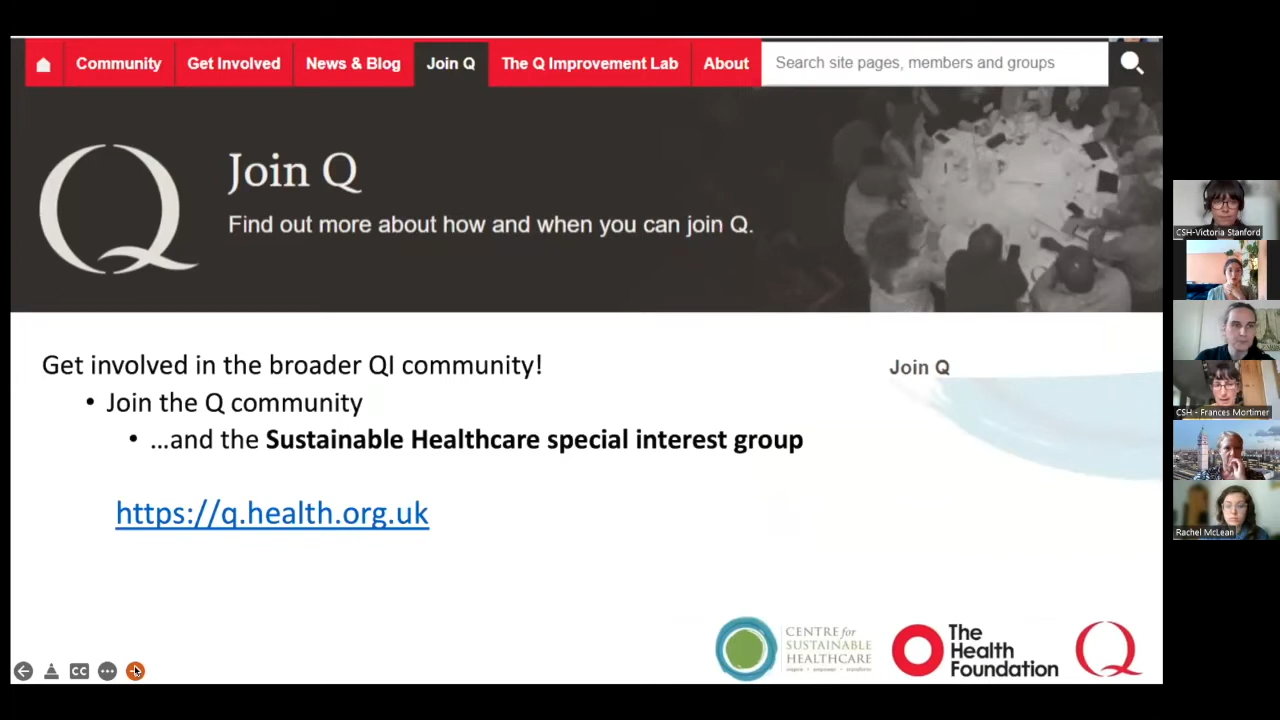 Community Get Involved News & Blog Join Q The Q Improvement Lab About Search site pages, members and groups
Q
Join Q
Find out more about how and when you can join Q.
Get involved in the broader QI community!
• Join the Q community
• ...and the Sustainable Healthcare special interest group
https://q.health.org.uk
Join Q
CENTRE for
SUSTAINABLE
HEALTHCARE
The
Health
Foundation
Q
CC
CSH-Victoria Stanford
CSH - Frances Mortimer
Rachel McLean